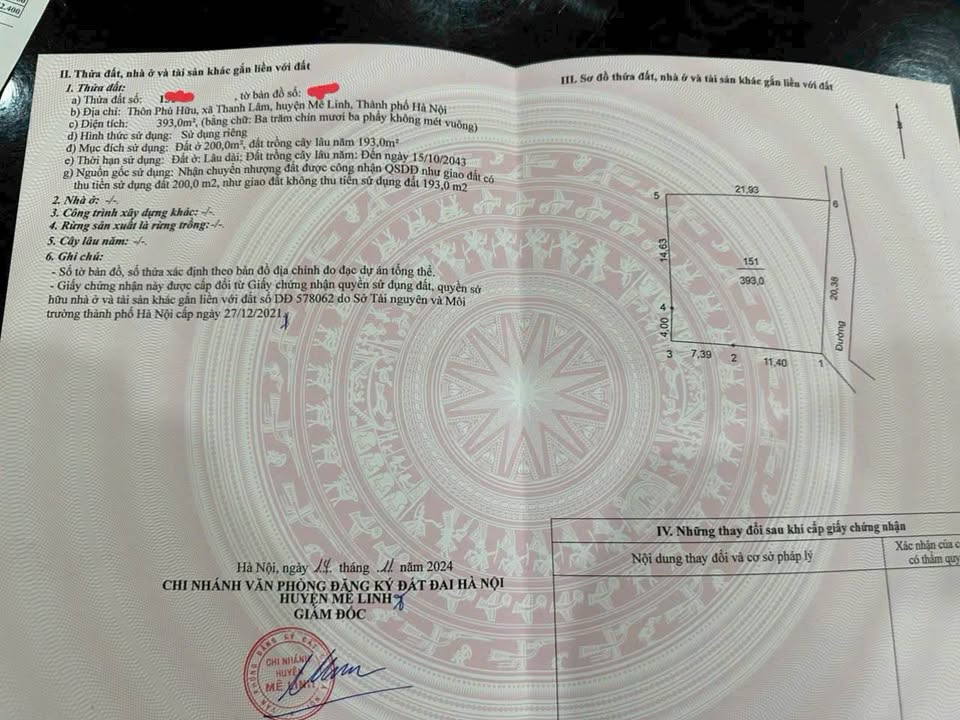 2.400
II. Thửa đất, nhà ở và tài sản khác gắn liền với đất
1. Thửa đất:
a) Thửa đất số: , tờ bản đồ số:
b) Địa chỉ: Thôn Phú Hữu, xã Thanh Lâm, huyện Mê Linh, Thành phố Hà Nội
c) Diện tích: 393,0m², (bằng chữ: Ba trăm chín mươi ba phẩy không mét vuông)
d) Hình thức sử dụng: Sử dụng riêng
đ) Mục đích sử dụng: Đất ở 200,0m², đất trồng cây lâu năm 193,0m²
e) Thời hạn sử dụng: Đất ở: Lâu dài; Đất trồng cây lâu năm: Đến ngày 15/10/2043
g) Nguồn gốc sử dụng: Nhận chuyển nhượng đất được công nhận QSDĐ như giao đất có
thu tiền sử dụng đất 200,0 m2, như giao đất không thu tiền sử dụng đất 193,0 m2
2. Nhà ở: -/-.
3. Công trình xây dựng khác: -/-.
4. Rừng sản xuất là rừng trồng: -/-.
5. Cây lâu năm: -/-.
6. Ghi chú:
- Số tờ bản đồ, số thửa xác định theo bản đồ địa chính đo đạc dự án tổng thể.
- Giấy chứng nhận này được cấp đổi từ Giấy chứng nhận quyền sử dụng đất, quyền sở
hữu nhà ở và tài sản khác gắn liền với đất số DĐ 578062 do Sở Tài nguyên và Môi
trường thành phố Hà Nội cấp ngày 27/12/2021.
Hà Nội, ngày 14 tháng 11 năm 2024
CHI NHÁNH VĂN PHÒNG ĐĂNG KÝ ĐẤT ĐAI HÀ NỘI
HUYỆN MÊ LINH
GIÁM ĐỐC
CHI NHÁNH
HUYỆN
MÊ LINH
III. Sơ đồ thửa đất, nhà ở và tài sản khác gắn liền với đất
B
5
21,93
6
14,63
151
393,0
20,38
4
4,00
Đường
3
7,39
2
11,40
1
IV. Những thay đổi sau khi cấp giấy chứng nhận
Nội dung thay đổi và cơ sở pháp lý
Xác nhận của c
có thẩm quy